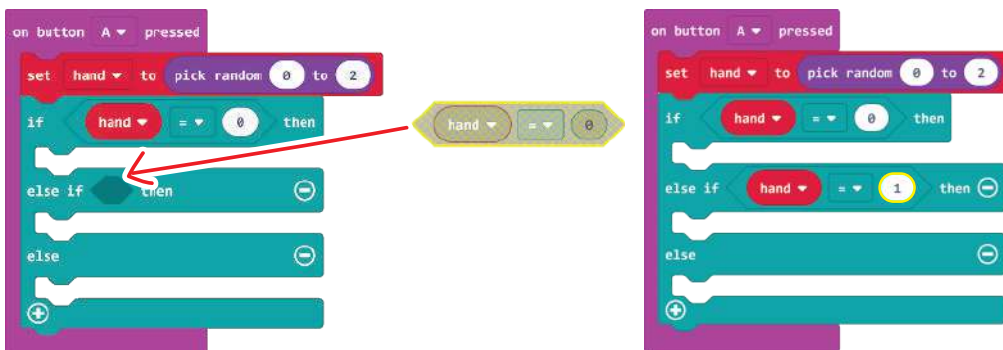 on button A pressed
set hand to pick random 0 to 2
if hand = 0 then
else if then
else
hand = 0
on button A pressed
set hand to pick random 0 to 2
if hand = 0 then
else if hand = 1 then
else